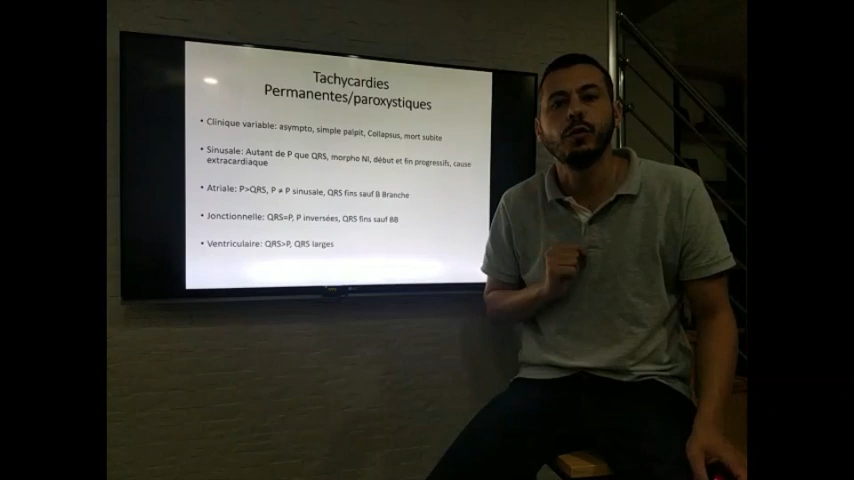 Tachycardies
Permanentes/paroxystiques
• Clinique variable: asympto, simple palpit, Collapsus, mort subite
• Sinusale: Autant de P que QRS, morpho Nl, début et fin progressifs, cause
extracardiaque
• Atriale: P>QRS, P ≠ P sinusale, QRS fins sauf B Branche
• Jonctionnelle: QRS=P, P inversées, QRS fins sauf BB
• Ventriculaire: QRS>P, QRS larges